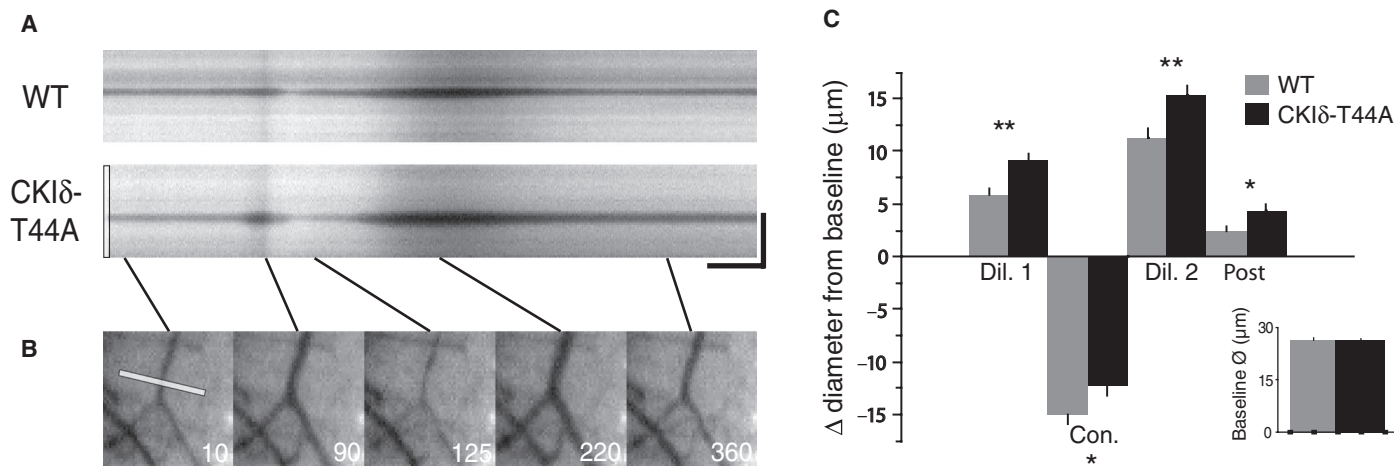 A
WT
CKIδ-
T44A
B
10
90
125
220
360
C
Δ diameter from baseline (μm)
15
10
5
0
−5
−10
−15
**
Dil. 1
Con.
*
**
Dil. 2
*
Post
WT
CKIδ-T44A
Baseline Ø (μm)
30
15
0